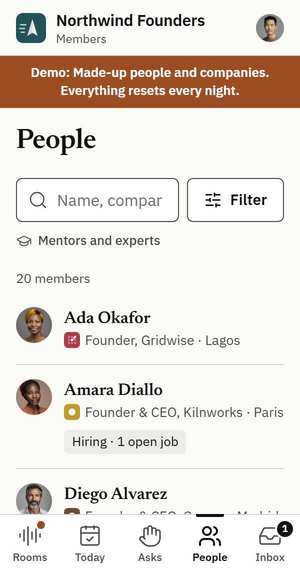 Northwind Founders
Members
Demo: Made-up people and companies.
Everything resets every night.
People
Name, compar
Filter
Mentors and experts
20 members
Ada Okafor
Founder, Gridwise · Lagos
Amara Diallo
Founder & CEO, Kilnworks · Paris
Hiring · 1 open job
Diego Alvarez
Rooms
Today
Asks
People
1
Inbox